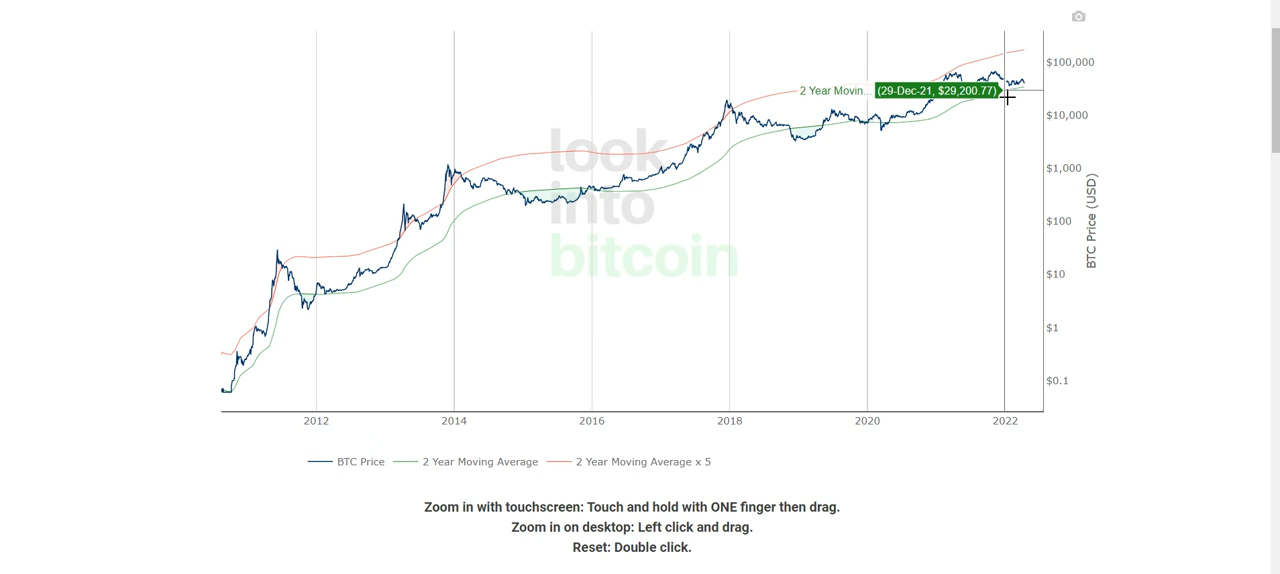 $100,000
2 Year Movin... (29-Dec-21, $29,200.77)
$10,000
look
into
bitcoin
$1,000
$100
$10
$1
$0.1
BTC Price (USD)
2012 2014 2016 2018 2020 2022
BTC Price 2 Year Moving Average 2 Year Moving Average x 5
Zoom in with touchscreen: Touch and hold with ONE finger then drag.
Zoom in on desktop: Left click and drag.
Reset: Double click.